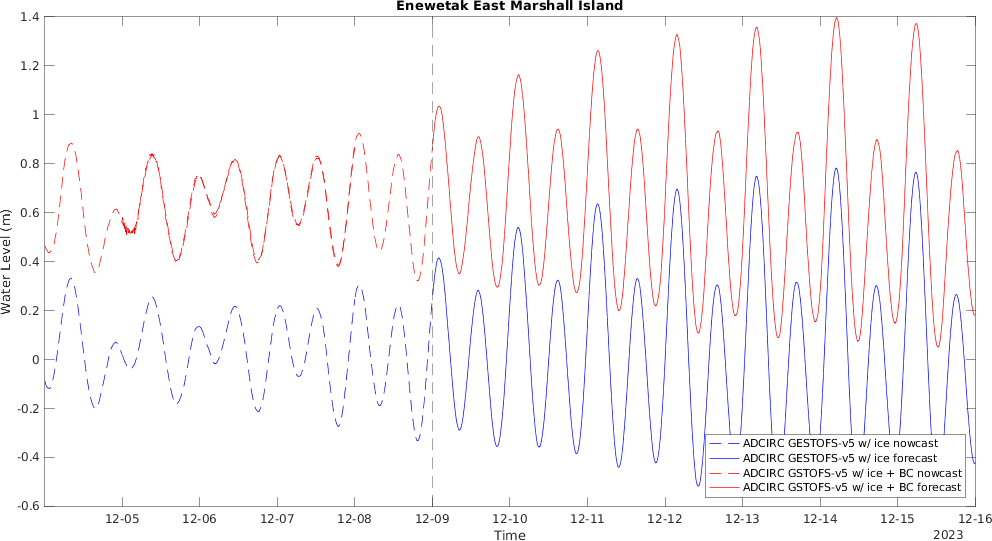 Enewetak East Marshall Island
1.4
1.2
1
0.8
0.6
0.4
0.2
0
-0.2
-0.4
-0.6
Water Level (m)
ADCIRC GESTOFS-v5 w/ ice nowcast
ADCIRC GESTOFS-v5 w/ ice forecast
ADCIRC GSTOFS-v5 w/ ice + BC nowcast
ADCIRC GSTOFS-v5 w/ ice + BC forecast
12-05 12-06 12-07 12-08 12-09 12-10 12-11 12-12 12-13 12-14 12-15 12-16
Time
2023